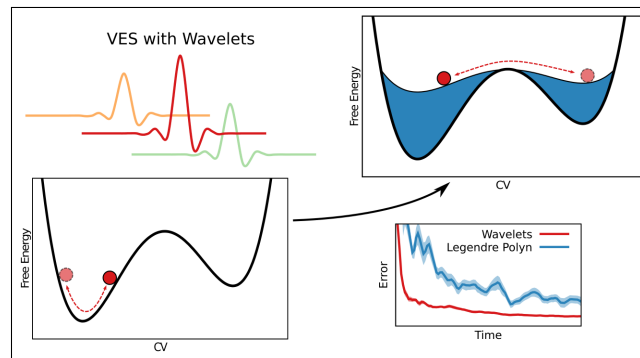 VES with Wavelets
Free Energy
CV
Free Energy
CV
Wavelets
Legendre Polyn
Error
Time